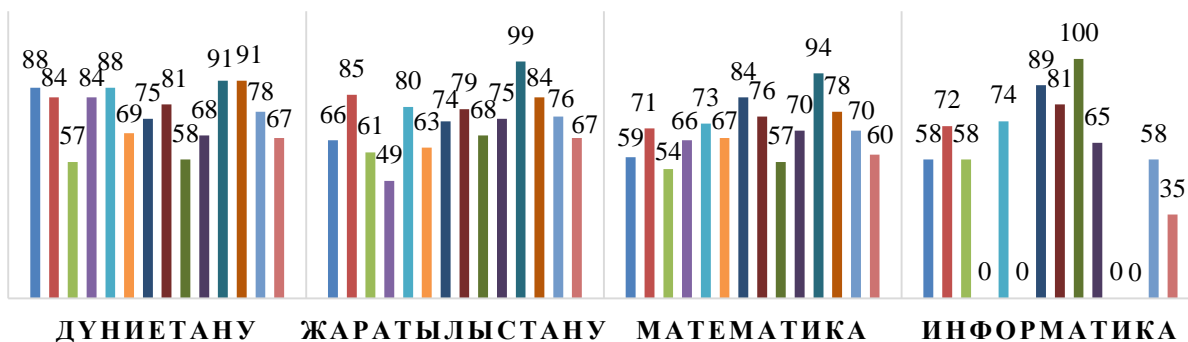 88 84 57 84 88 69 75 81 58 68 91 91 78 67
66 85 61 49 80 63 74 79 68 75 99 84 76 67
59 71 54 66 73 67 84 76 57 70 94 78 70 60
58 72 58 0 74 0 89 81 100 65 0 0 58 35
ДҮНИЕТАНУ ЖАРАТЫЛЫСТАНУ МАТЕМАТИКА ИНФОРМАТИКА